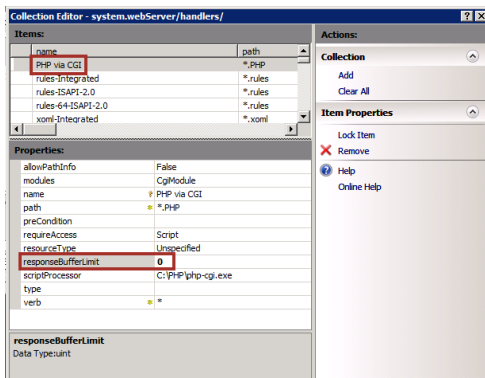 Collection Editor - system.webServer/handlers/
Items:
name path
PHP via CGI *.PHP
rules-Integrated *.rules
rules-ISAPI-2.0 *.rules
rules-64-ISAPI-2.0 *.rules
xoml-Integrated *.xoml
Properties:
allowPathInfo False
modules CgiModule
name PHP via CGI
path *.PHP
preCondition
requireAccess Script
resourceType Unspecified
responseBufferLimit 0
scriptProcessor C:\PHP\php-cgi.exe
type
verb *
responseBufferLimit
Data Type:uint
Actions:
Collection
Add
Clear All
Item Properties
Lock Item
Remove
Help
Online Help